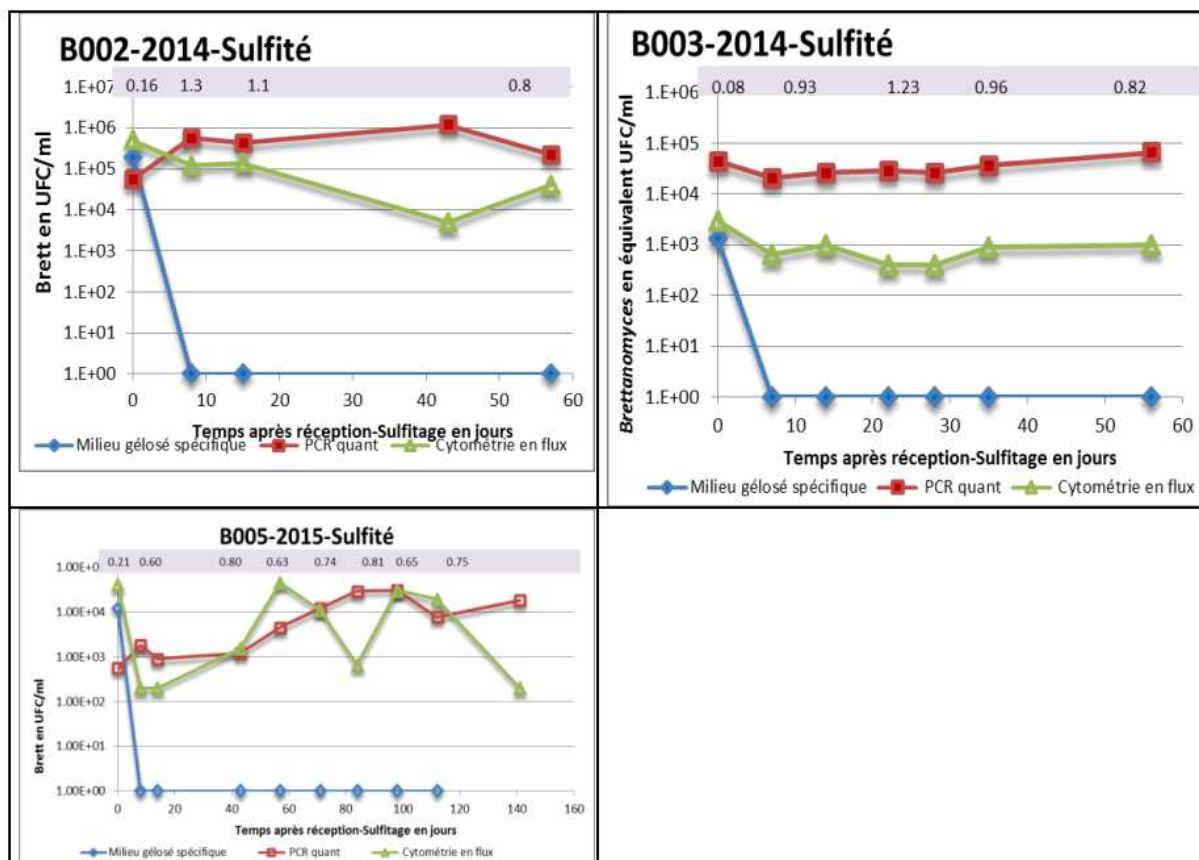 B002-2014-Sulfité
0.16 1.3 1.1 0.8
1.E+07
1.E+06
1.E+05
1.E+04
1.E+03
1.E+02
1.E+01
1.E+00
Brett en UFC/ml
0 10 20 30 40 50 60
Temps après réception-Sulfitage en jours
Milieu gélosé spécifique PCR quant Cytométrie en flux
B003-2014-Sulfité
0.08 0.93 1.23 0.96 0.82
1.E+06
1.E+05
1.E+04
1.E+03
1.E+02
1.E+01
1.E+00
Brettanomyces en équivalent UFC/ml
0 10 20 30 40 50 60
Temps après réception-Sulfitage en jours
Milieu gélosé spécifique PCR quant Cytométrie en flux
B005-2015-Sulfité
0.21 0.60 0.80 0.63 0.74 0.81 0.65 0.75
1.00E+04
1.00E+03
1.00E+02
1.00E+01
1.00E+00
Brett en UFC/ml
0 20 40 60 80 100 120 140 160
Temps après réception-Sulfitage en jours
Milieu gélosé spécifique PCR quant Cytométrie en flux